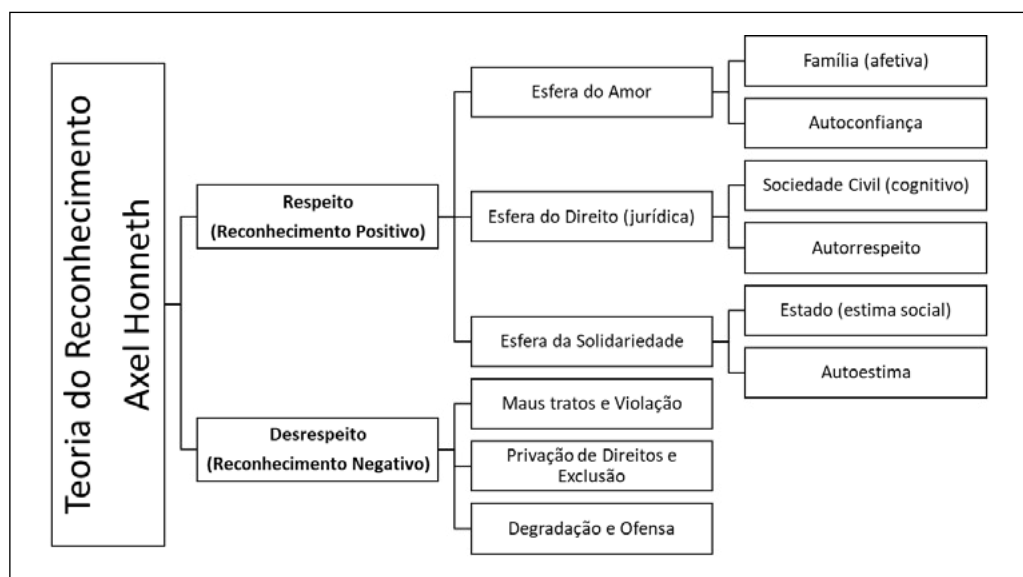 Teoria do Reconhecimento
Axel Honneth
Respeito
(Reconhecimento Positivo)
Esfera do Amor
Família (afetiva)
Autoconfiança
Esfera do Direito (jurídica)
Sociedade Civil (cognitivo)
Autorrespeito
Esfera da Solidariedade
Estado (estima social)
Autoestima
Desrespeito
(Reconhecimento Negativo)
Maus tratos e Violação
Privação de Direitos e
Exclusão
Degradação e Ofensa